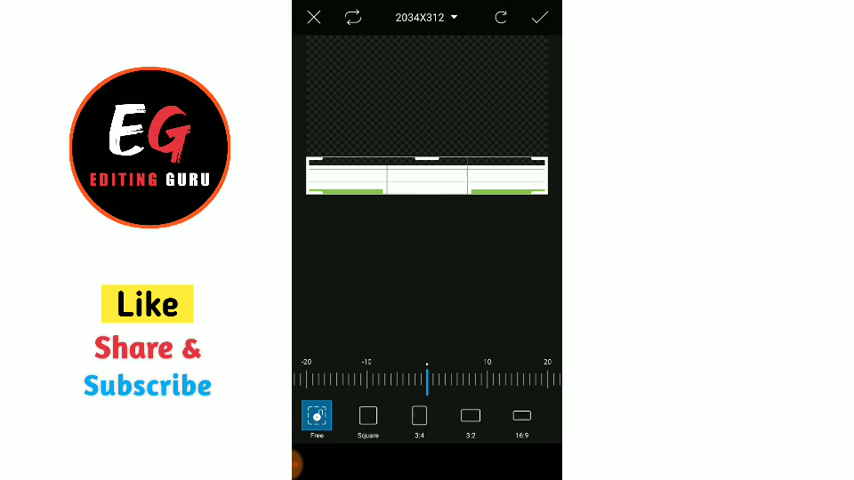 EG
EDITING GURU
Like
Share &
Subscribe
2034X312
-20 -10 10 20
Free Square 3:4 3:2 16:9